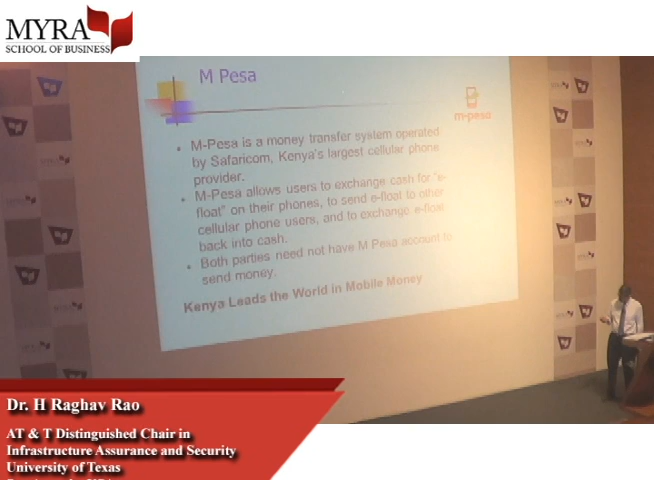 MYRA
SCHOOL OF BUSINESS
M Pesa
m-pesa
• M-Pesa is a money transfer system operated
by Safaricom, Kenya's largest cellular phone
provider.
• M-Pesa allows users to exchange cash for "e-
float" on their phones, to send e-float to other
cellular phone users, and to exchange e-float
back into cash.
• Both parties need not have M Pesa account to
send money.
Kenya Leads the World in Mobile Money
Dr. H Raghav Rao
AT & T Distinguished Chair in
Infrastructure Assurance and Security
University of Texas